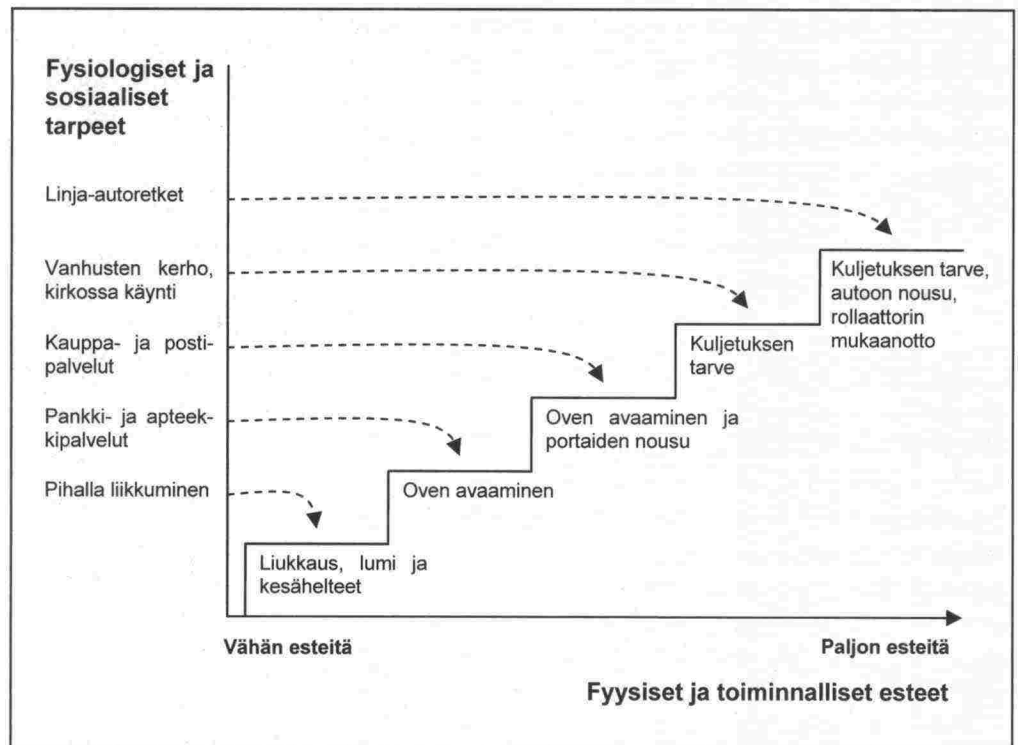 Fysiologiset ja
sosiaaliset
tarpeet
Linja-autoretket
Vanhusten kerho,
kirkossa käynti
Kauppa- ja posti-
palvelut
Pankki- ja apteek-
kipalvelut
Pihalla liikkuminen
Kuljetuksen tarve,
autoon nousu,
rollaattorin
mukaanotto
Kuljetuksen
tarve
Oven avaaminen ja
portaiden nousu
Oven avaaminen
Liukkaus, lumi ja
kesähelteet
Vähän esteitä
Paljon esteitä
Fyysiset ja toiminnalliset esteet